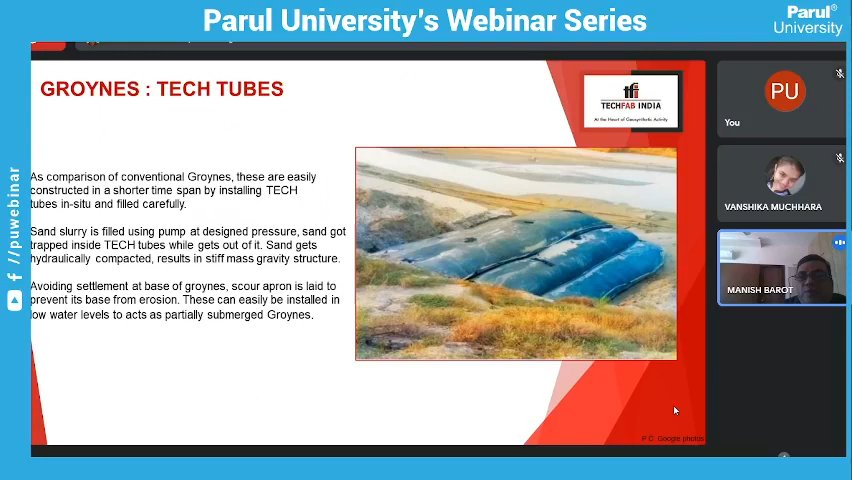 Parul University's Webinar Series
Parul®
University
GROYNES : TECH TUBES
tfi
TECHFAB INDIA
At the Heart of Geosynthetic Activity
As comparison of conventional Groynes, these are easily
constructed in a shorter time span by installing TECH
tubes in-situ and filled carefully.
Sand slurry is filled using pump at designed pressure, sand got
trapped inside TECH tubes while gets out of it. Sand gets
hydraulically compacted, results in stiff mass gravity structure.
Avoiding settlement at base of groynes, scour apron is laid to
prevent its base from erosion. These can easily be installed in
low water levels to acts as partially submerged Groynes.
P C: Google photos
PU
You
VANSHIKA MUCHHARA
MANISH BAROT
/puwebinar